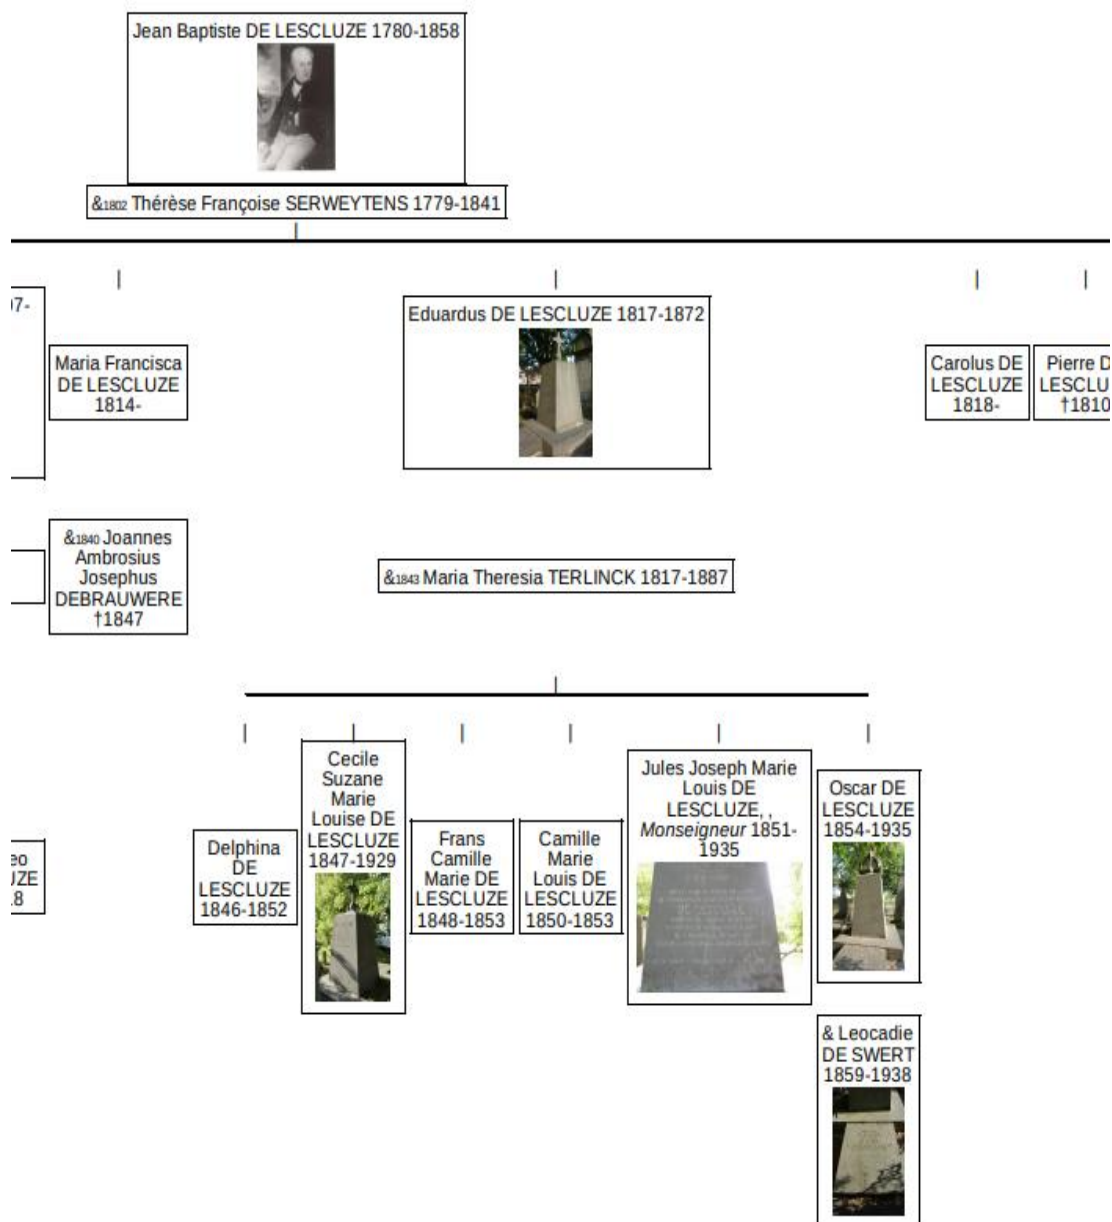 Jean Baptiste DE LESCLUZE 1780-1858
&1802 Thérèse Françoise SERWEYTENS 1779-1841
Maria Francisca
DE LESCLUZE
1814-
Eduardus DE LESCLUZE 1817-1872
Carolus DE
LESCLUZE
1818-
Pierre D
LESCLU
†1810
&1840 Joannes
Ambrosius
Josephus
DEBRAUWERE
†1847
&1843 Maria Theresia TERLINCK 1817-1887
Delphina
DE
LESCLUZE
1846-1852
Cecile
Suzane
Marie
Louise DE
LESCLUZE
1847-1929
Frans
Camille
Marie DE
LESCLUZE
1848-1853
Camille
Marie
Louis DE
LESCLUZE
1850-1853
Jules Joseph Marie
Louis DE
LESCLUZE, ,
Monseigneur 1851-
1935
Oscar DE
LESCLUZE
1854-1935
& Leocadie
DE SWERT
1859-1938